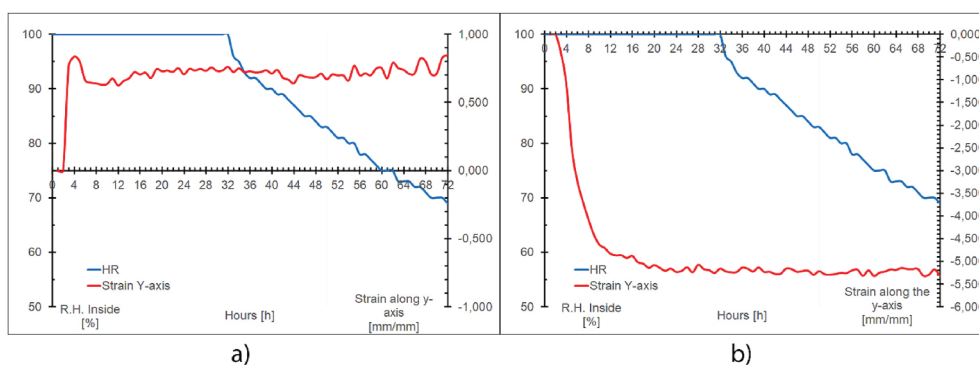 100
90
80
70
60
50
0 4 8 12 16 20 24 28 32 36 40 44 48 52 56 60 64 68 72
1,000
0,500
0,000
-0,500
-1,000
HR
Strain Y-axis
R.H. Inside
[%]
Hours [h]
Strain along y-
axis
[mm/mm]
a)
100
90
80
70
60
50
0 4 8 12 16 20 24 28 32 36 40 44 48 52 56 60 64 68 72
0,000
-0,500
-1,000
-1,500
-2,000
-2,500
-3,000
-3,500
-4,000
-4,500
-5,000
-5,500
-6,000
HR
Strain Y-axis
R.H. Inside
[%]
Hours [h]
Strain along the
y-axis
[mm/mm]
b)